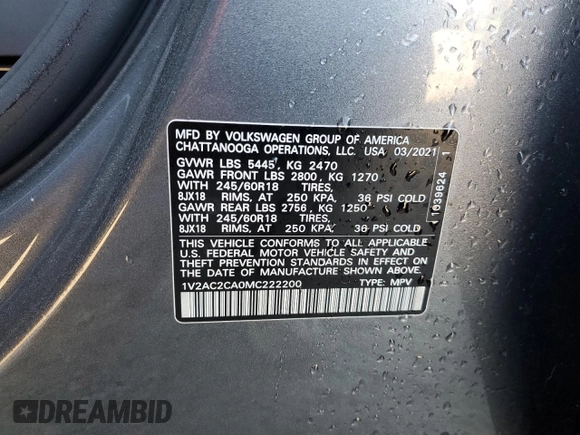 MFD BY VOLKSWAGEN GROUP OF AMERICA
CHATTANOOGA OPERATIONS, LLC. USA 03/2021
GVWR LBS 5445, KG 2470
GAWR FRONT LBS 2800, KG 1270
WITH 245/60R18 TIRES,
8JX18 RIMS, AT 250 KPA, 36 PSI COLD
GAWR REAR LBS 2756, KG 1250
WITH 245/60R18 TIRES,
8JX18 RIMS, AT 250 KPA, 36 PSI COLD
THIS VEHICLE CONFORMS TO ALL APPLICABLE
U.S. FEDERAL MOTOR VEHICLE SAFETY AND
THEFT PREVENTION STANDARDS IN EFFECT ON
THE DATE OF MANUFACTURE SHOWN ABOVE.
1V2AC2CA0MC222200 TYPE: MPV
11039624 1
DREAMBID